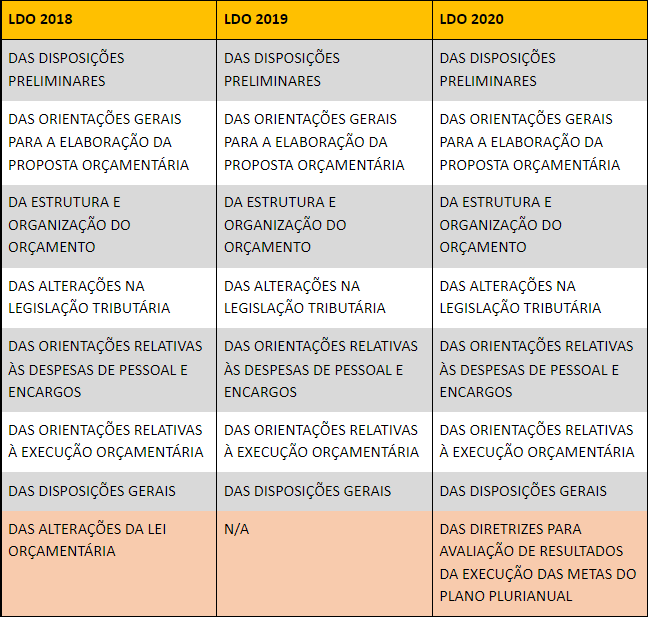 LDO 2018
LDO 2019
LDO 2020
DAS DISPOSIÇÕES
PRELIMINARES
DAS DISPOSIÇÕES
PRELIMINARES
DAS DISPOSIÇÕES
PRELIMINARES
DAS ORIENTAÇÕES GERAIS
PARA A ELABORAÇÃO DA
PROPOSTA ORÇAMENTÁRIA
DAS ORIENTAÇÕES GERAIS
PARA A ELABORAÇÃO DA
PROPOSTA ORÇAMENTÁRIA
DAS ORIENTAÇÕES GERAIS
PARA A ELABORAÇÃO DA
PROPOSTA ORÇAMENTÁRIA
DA ESTRUTURA E
ORGANIZAÇÃO DO
ORÇAMENTO
DA ESTRUTURA E
ORGANIZAÇÃO DO
ORÇAMENTO
DA ESTRUTURA E
ORGANIZAÇÃO DO
ORÇAMENTO
DAS ALTERAÇÕES NA
LEGISLAÇÃO TRIBUTÁRIA
DAS ALTERAÇÕES NA
LEGISLAÇÃO TRIBUTÁRIA
DAS ALTERAÇÕES NA
LEGISLAÇÃO TRIBUTÁRIA
DAS ORIENTAÇÕES RELATIVAS
ÀS DESPESAS DE PESSOAL E
ENCARGOS
DAS ORIENTAÇÕES RELATIVAS
ÀS DESPESAS DE PESSOAL E
ENCARGOS
DAS ORIENTAÇÕES RELATIVAS
ÀS DESPESAS DE PESSOAL E
ENCARGOS
DAS ORIENTAÇÕES RELATIVAS
À EXECUÇÃO ORÇAMENTÁRIA
DAS ORIENTAÇÕES RELATIVAS
À EXECUÇÃO ORÇAMENTÁRIA
DAS ORIENTAÇÕES RELATIVAS
À EXECUÇÃO ORÇAMENTÁRIA
DAS DISPOSIÇÕES GERAIS
DAS DISPOSIÇÕES GERAIS
DAS DISPOSIÇÕES GERAIS
DAS ALTERAÇÕES DA LEI
ORÇAMENTÁRIA
N/A
DAS DIRETRIZES PARA
AVALIAÇÃO DE RESULTADOS
DA EXECUÇÃO DAS METAS DO
PLANO PLURIANUAL